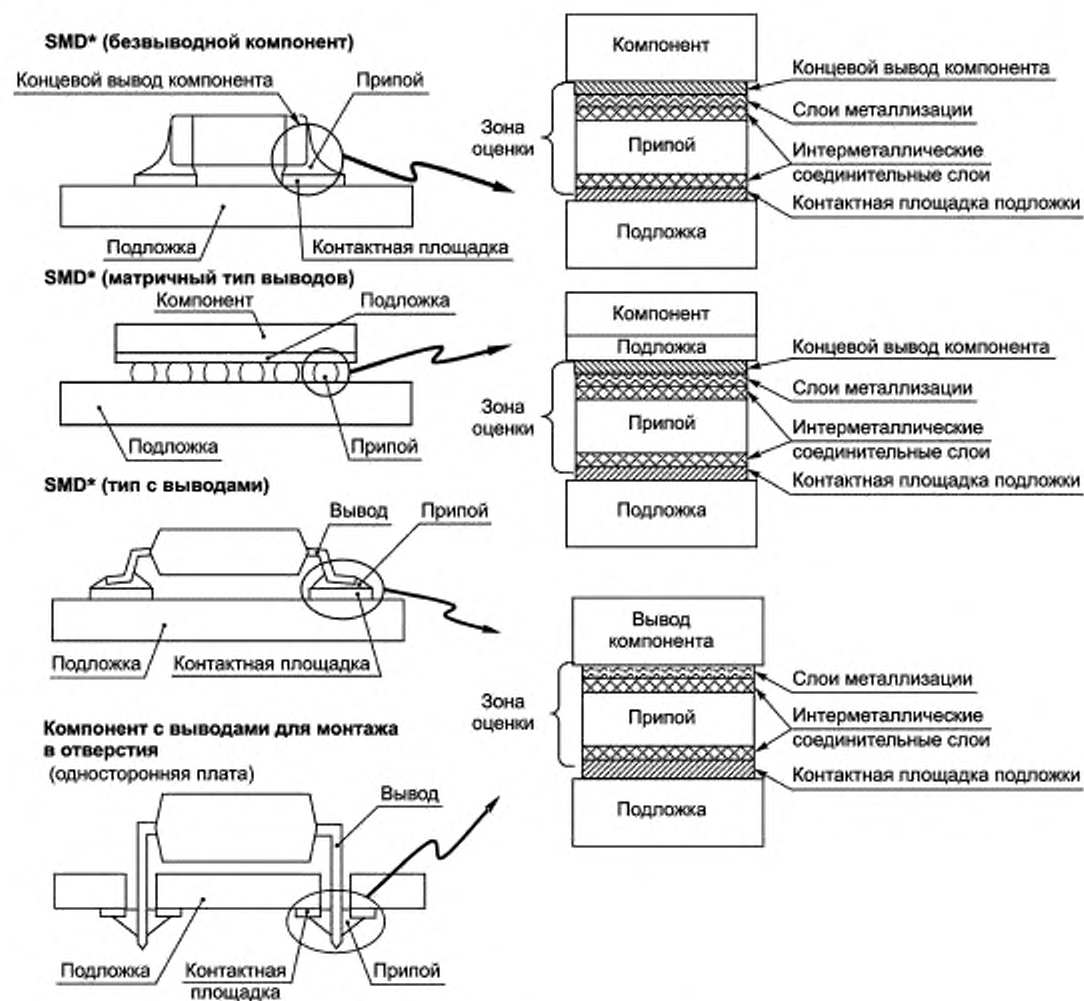 SMD* (безвыводной компонент)
Концевой вывод компонента
Припой
Подложка
Контактная площадка
Компонент
Зона
оценки
Припой
Подложка
Концевой вывод компонента
Слои металлизации
Интерметаллические
соединительные слои
Контактная площадка подложки
SMD* (матричный тип выводов)
Компонент
Подложка
Подложка
Припой
Компонент
Подложка
Зона
оценки
Припой
Подложка
Концевой вывод компонента
Слои металлизации
Интерметаллические
соединительные слои
Контактная площадка подложки
SMD* (тип с выводами)
Вывод
Припой
Подложка
Контактная площадка
Компонент с выводами для монтажа
в отверстия
(односторонняя плата)
Вывод
Подложка
Контактная
площадка
Припой
Вывод
компонента
Зона
оценки
Припой
Подложка
Слои металлизации
Интерметаллические
соединительные слои
Контактная площадка подложки